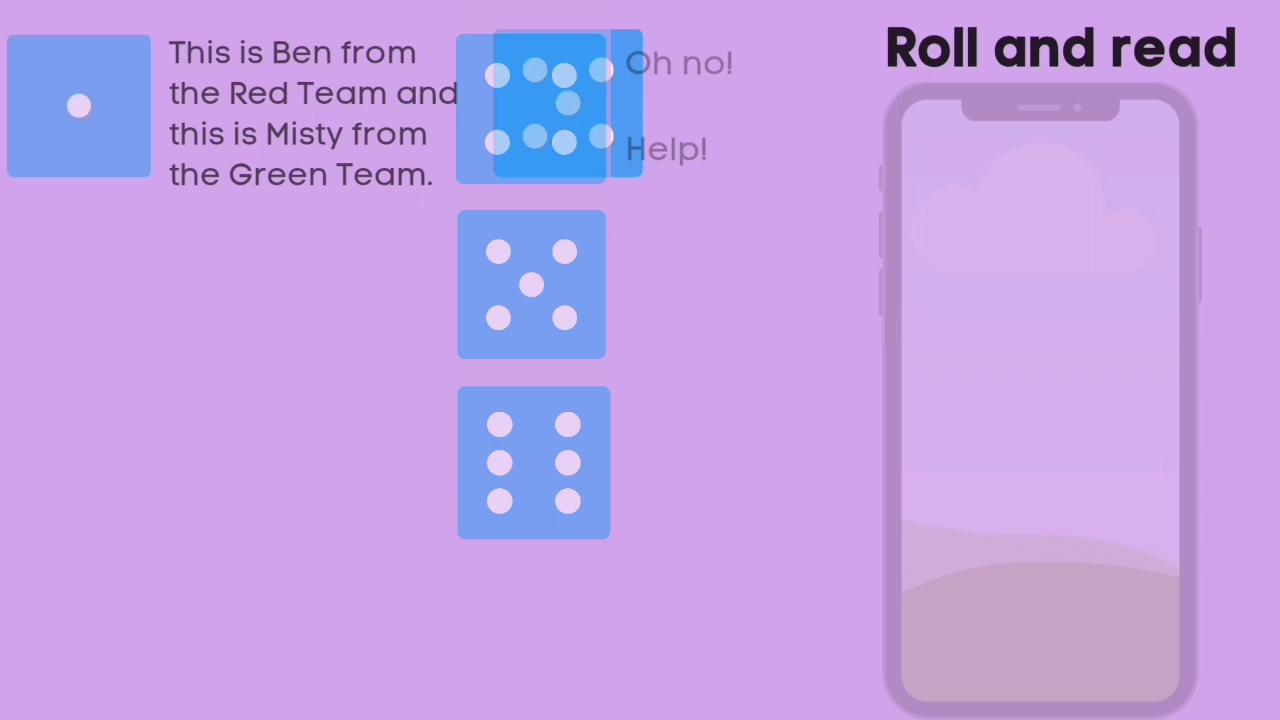 This is Ben from
the Red Team and
this is Misty from
the Green Team.
Oh no!
Help!
Roll and read